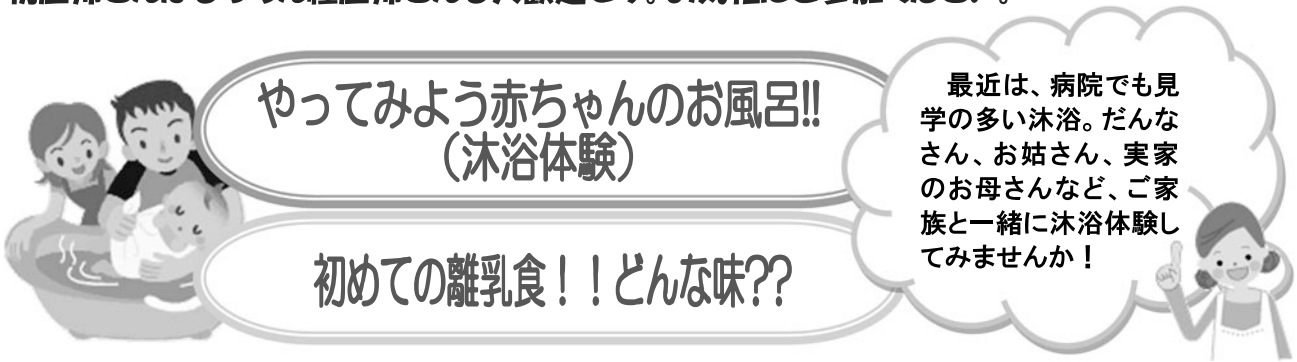 やってみよう赤ちゃんのお風呂!!
(沐浴体験)
初めての離乳食！！どんな味??
最近は、病院でも見
学の多い沐浴。だんな
さん、お姑さん、実家
のお母さんなど、ご家
族と一緒に沐浴体験し
てみませんか！